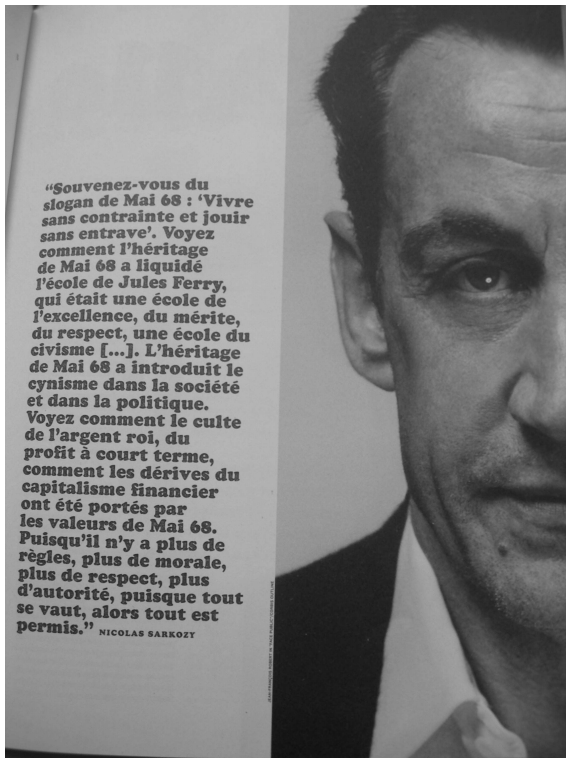 “Souvenez-vous du
slogan de Mai 68 : ‘Vivre
sans contrainte et jouir
sans entrave’. Voyez
comment l’héritage
de Mai 68 a liquidé
l’école de Jules Ferry,
qui était une école de
l’excellence, du mérite,
du respect, une école du
civisme [...]. L’héritage
de Mai 68 a introduit le
cynisme dans la société
et dans la politique.
Voyez comment le culte
de l’argent roi, du
profit à court terme,
comment les dérives du
capitalisme financier
ont été portés par
les valeurs de Mai 68.
Puisqu’il n’y a plus de
règles, plus de morale,
plus de respect, plus
d’autorité, puisque tout
se vaut, alors tout est
permis.” NICOLAS SARKOZY